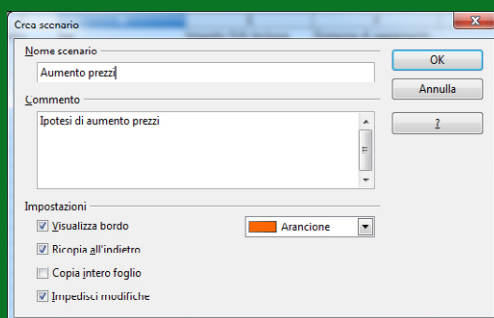 Crea scenario
Nome scenario
Aumento prezzi
OK
Annulla
Commento
Ipotesi di aumento prezzi
?
Impostazioni
Visualizza bordo
Arancione
Ricopia all'indietro
Copia intero foglio
Impedisci modifiche